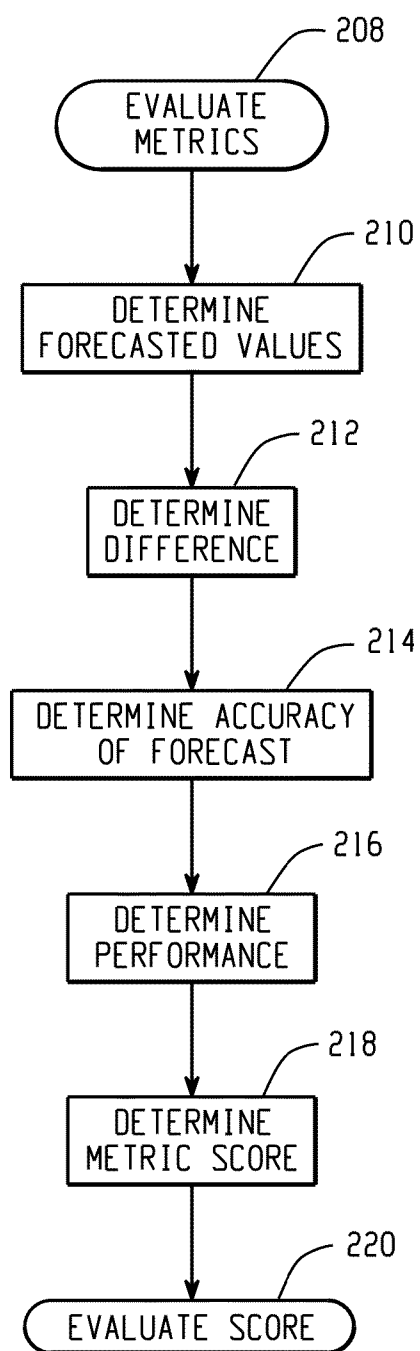 208
EVALUATE
METRICS
210
DETERMINE
FORECASTED VALUES
212
DETERMINE
DIFFERENCE
214
DETERMINE ACCURACY
OF FORECAST
216
DETERMINE
PERFORMANCE
218
DETERMINE
METRIC SCORE
220
EVALUATE SCORE